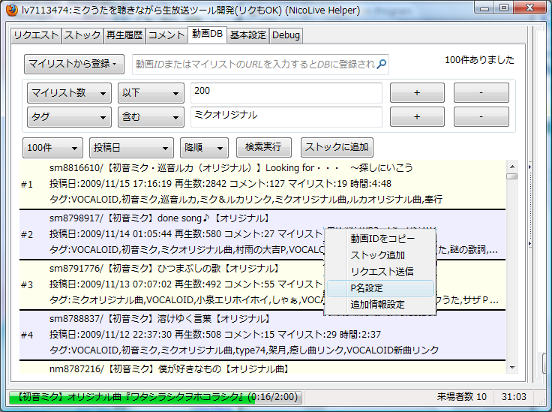 lv7113474:ミクうたを聴きながら生放送ツール開発(リクもOK) (NicoLive Helper)
リクエスト ストック 再生履歴 コメント 動画DB 基本設定 Debug
マイリストから登録 動画IDまたはマイリストのURLを入力するとDBに登録され 100件ありました
マイリスト数 以下 200 + -
タグ 含む ミクオリジナル + -
100件 投稿日 降順 検索実行 ストックに追加
sm8816610/【初音ミク・巡音ルカ（オリジナル）】Looking for・・・ ～探しにいこう
#1 投稿日:2009/11/15 17:16:19 再生数:2842 コメント:127 マイリスト:19 時間:4:48
タグ:VOCALOID,初音ミク,巡音ルカ,ミク&ルカリンク,ミクオリジナル曲,ルカオリジナル曲,奉行
sm8798917/【初音ミク】done song♪【オリジナル】
#2 投稿日:2009/11/14 01:05:44 再生数:580 コメント:27 マイリスト
タグ:VOCALOID,初音ミク,ミクオリジナル曲,村雨の大吉P,VOCALO た,謎の歌詞,
sm8791776/【初音ミク】ひつまぶしの歌【オリジナル】
#3 投稿日:2009/11/13 07:07:02 再生数:492 コメント:55 マイリスト
タグ:ミクオリジナル曲,VOCALOID,小泉エリホイホイ,しゃぁ,VOCA クうた,サザP
sm8788837/【初音ミク】溶けゆく言葉【オリジナル】
#4 投稿日:2009/11/12 22:37:30 再生数:508 コメント:15 マイリスト:29 時間:2:37
タグ:VOCALOID,初音ミク,ミクオリジナル曲,type74,架月,癒し曲リンク,VOCALOID新曲リンク
nm8787216/【初音ミク】僕が好きなもの【オリジナル】
動画IDをコピー
ストック追加
リクエスト送信
P名設定
追加情報設定
【初音ミク】オリジナル曲『ワタシラシクヲホコラシク』 (0:16/2:00) 来場者数 10 31:03